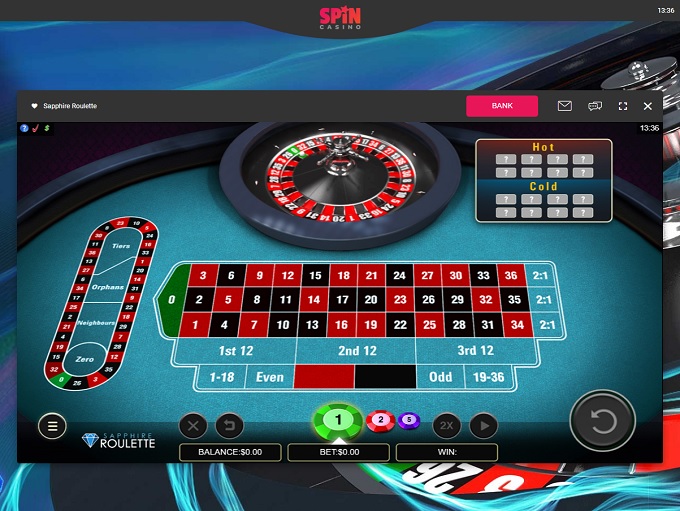 SPiN
CASINO
13:36
Sapphire Roulette
BANK
13:36
Hot
? ? ? ?
? ? ? ?
Cold
? ? ? ?
? ? ? ?
Tiers
Orphans
Neighbours
Zero
3 6 9 12 15 18 21 24 27 30 33 36 2:1
0 2 5 8 11 14 17 20 23 26 29 32 35 2:1
1 4 7 10 13 16 19 22 25 28 31 34 2:1
1st 12 2nd 12 3rd 12
1-18 Even Odd 19-36
1 2 5 2X
SAPPHIRE
ROULETTE
BALANCE:$0.00 BET:$0.00 WIN: